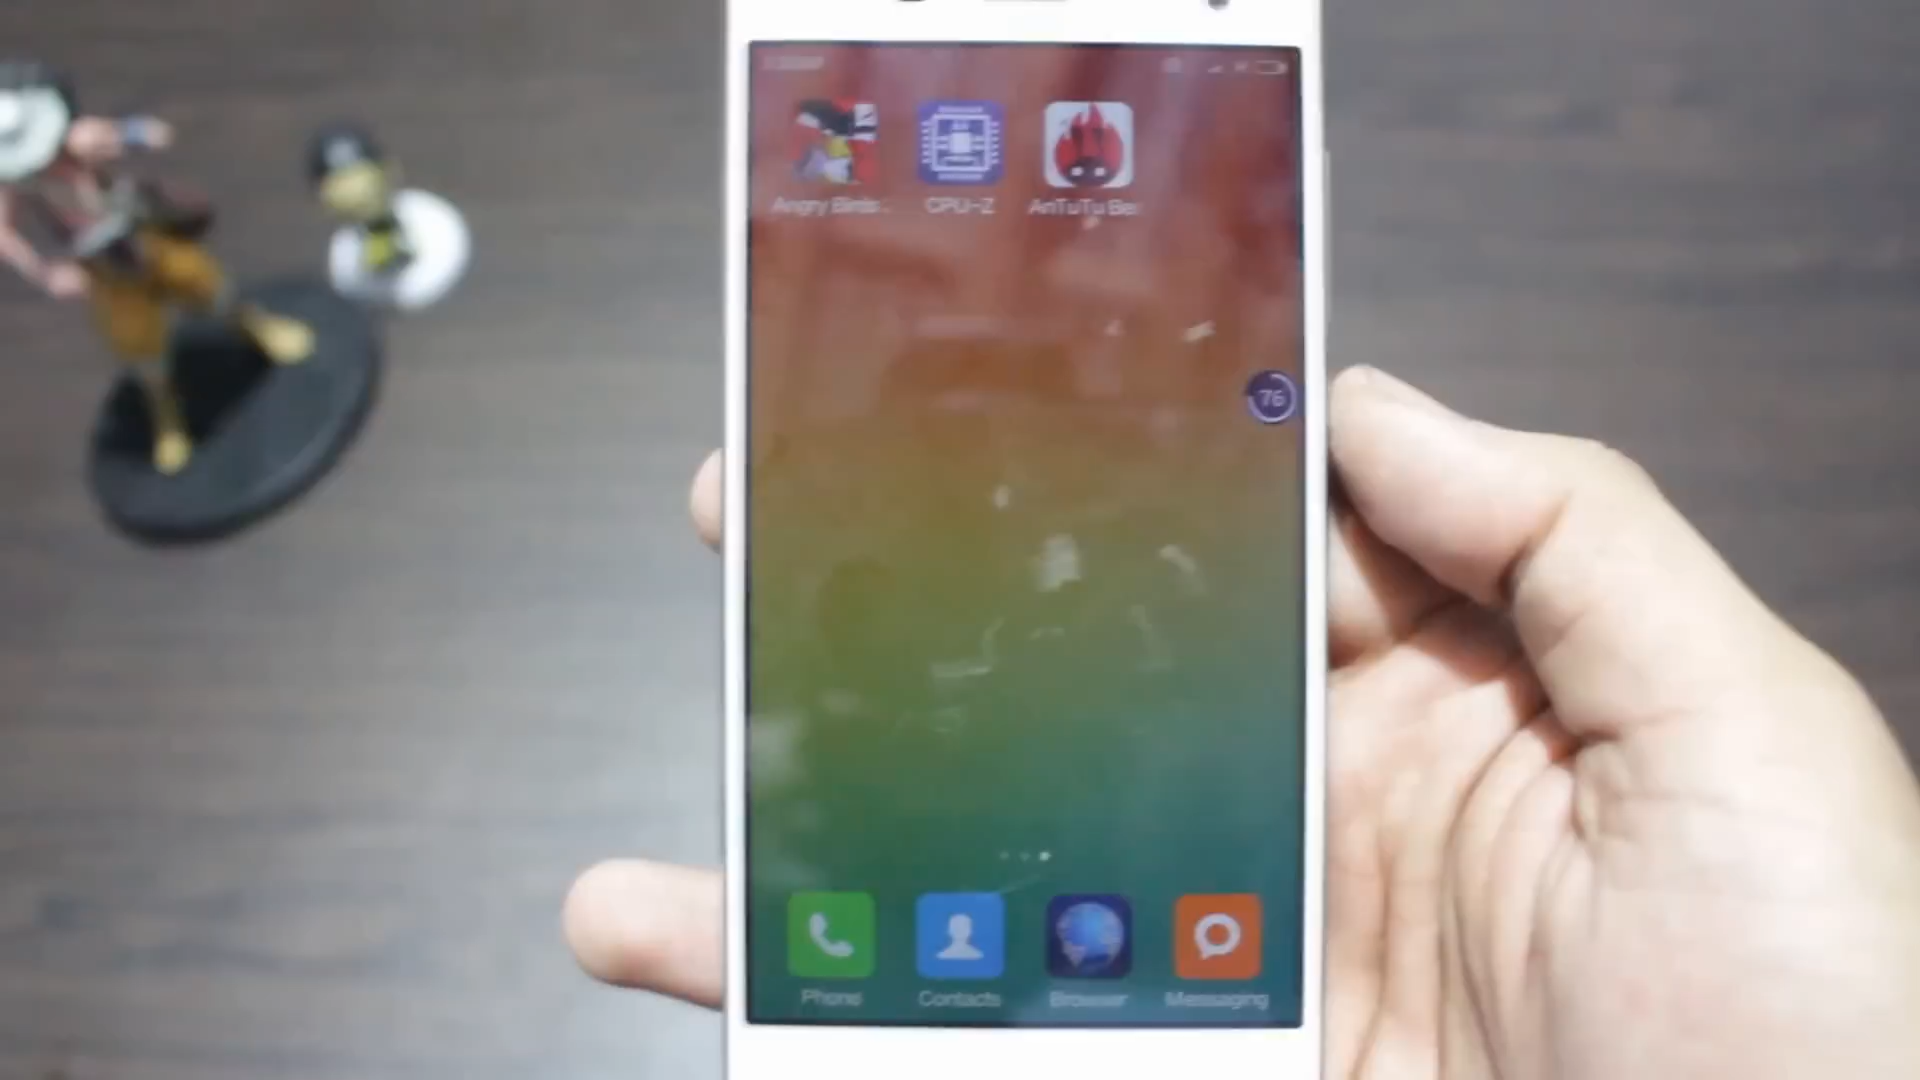 Angry Birds..
CPU-Z
AnTuTu Be
76
Phone
Contacts
Browser
Messaging